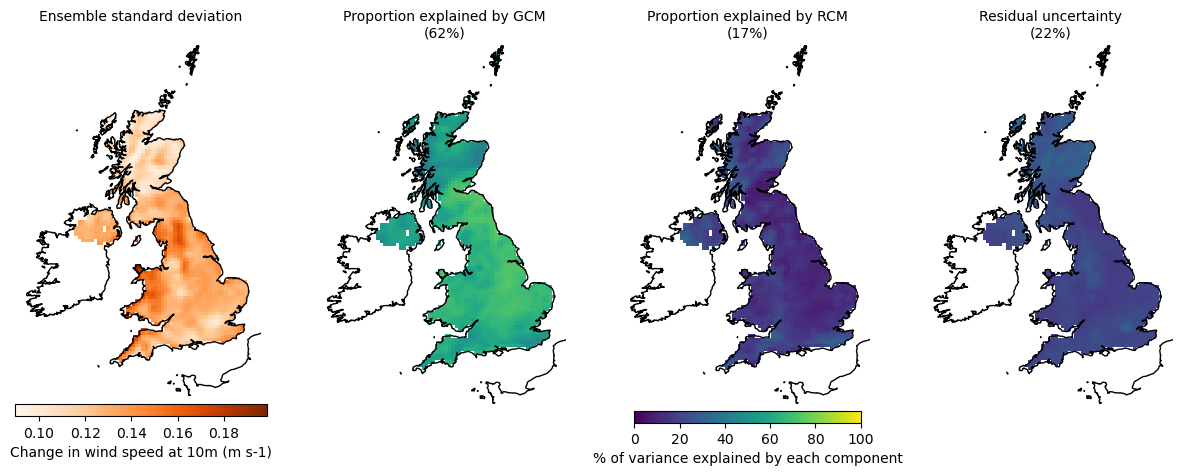 Ensemble standard deviation
Proportion explained by GCM
(62%)
Proportion explained by RCM
(17%)
Residual uncertainty
(22%)
0.10 0.12 0.14 0.16 0.18
Change in wind speed at 10m (m s-1)
0 20 40 60 80 100
% of variance explained by each component